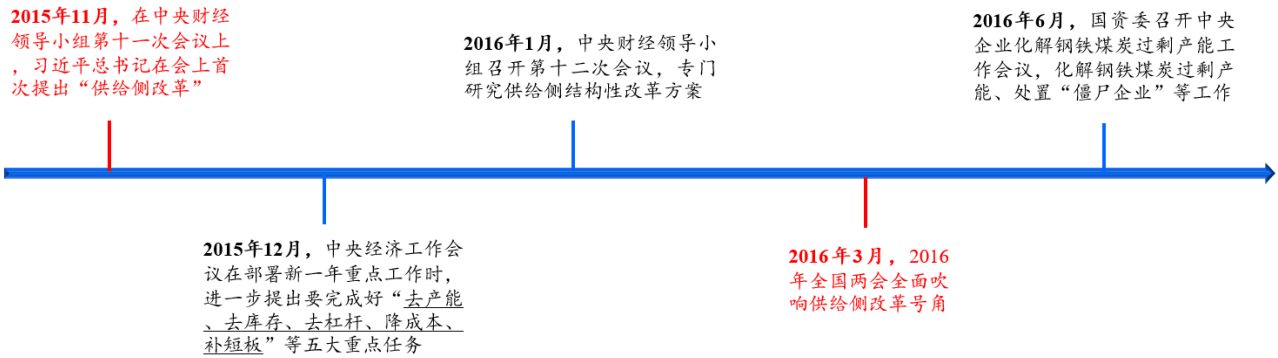 2015年11月，在中央财经
领导小组第十一次会议上
，习近平总书记在会上首
次提出“供给侧改革”
2015年12月，中央经济工作会
议在部署新一年重点工作时，
进一步提出要完成好“去产能
、去库存、去杠杆、降成本、
补短板”等五大重点任务
2016年1月，中央财经领导小
组召开第十二次会议，专门
研究供给侧结构性改革方案
2016年3月，2016
年全国两会全面吹
响供给侧改革号角
2016年6月，国资委召开中央
企业化解钢铁煤炭过剩产能工
作会议，化解钢铁煤炭过剩产
能、处置“僵尸企业”等工作